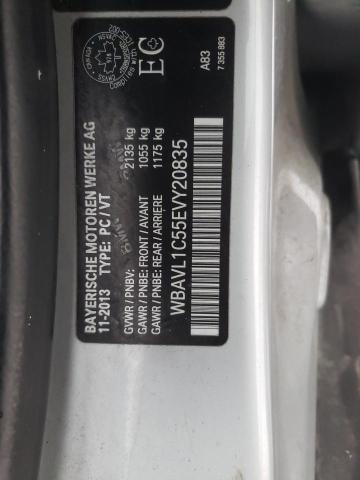 BAYERISCHE MOTOREN WERKE AG
11-2013 TYPE: PC / VT
GVWR / PNBV: 2135 kg
GAWR / PNBE: FRONT / AVANT 1055 kg
GAWR / PNBE: REAR / ARRIERE 1175 kg
WBAVL1C55EVY20835
EC
A83
7 355 883
CANADA